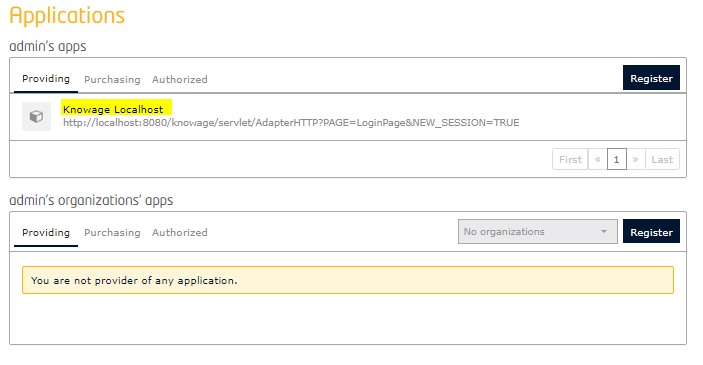 Applications
admin's apps
Providing Purchasing Authorized Register
Knowage Localhost
http://localhost:8080/knowage/servlet/AdapterHTTP?PAGE=LoginPage&NEW_SESSION=TRUE
First « 1 » Last
admin's organizations' apps
Providing Purchasing Authorized No organizations Register
You are not provider of any application.